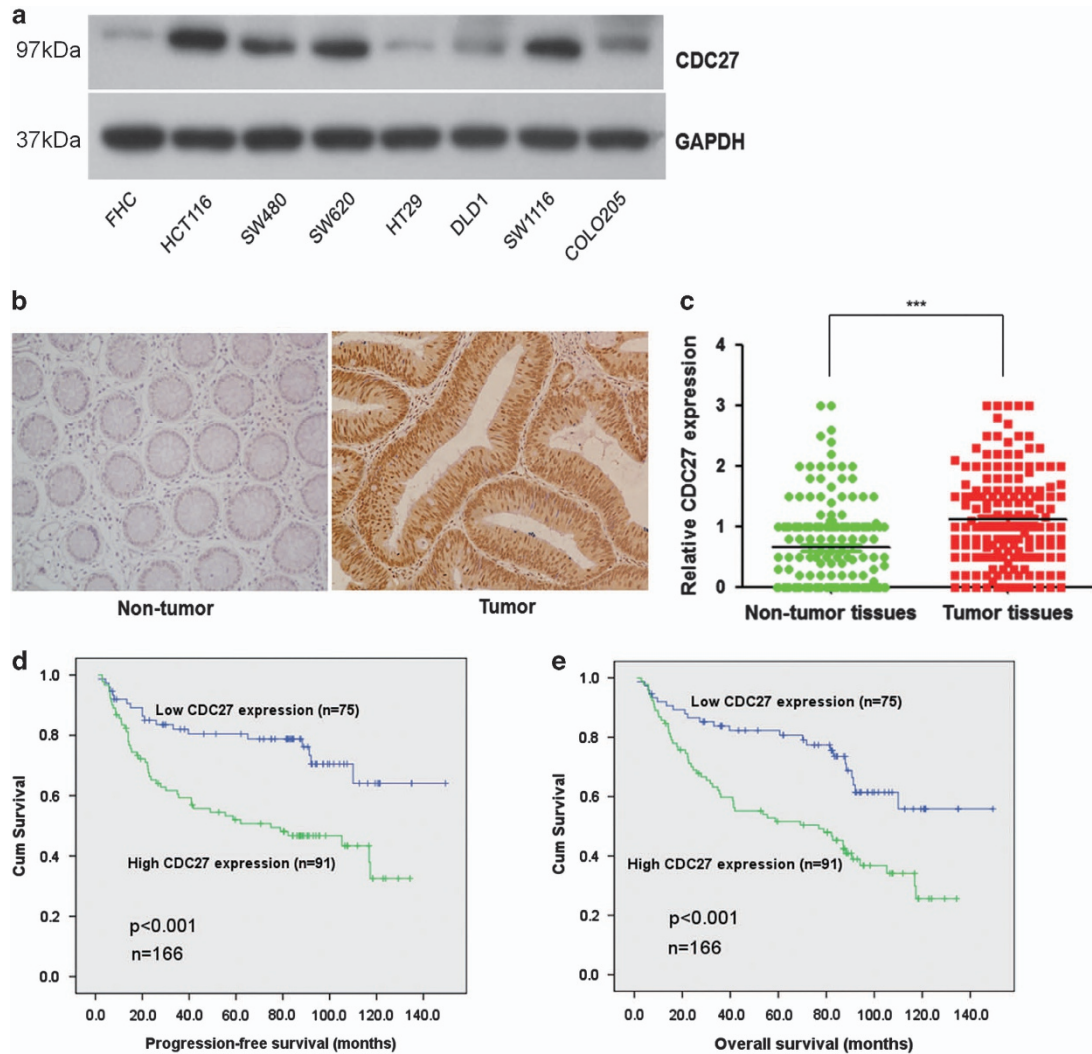 a
97kDa
CDC27
37kDa
GAPDH
FHC
HCT116
SW480
SW620
HT29
DLD1
SW1116
COLO205
b
Non-tumor
Tumor
c
***
Relative CDC27 expression
4
3
2
1
0
Non-tumor tissues
Tumor tissues
d
Cum Survival
1.0
0.8
0.6
0.4
0.2
0.0
Low CDC27 expression (n=75)
High CDC27 expression (n=91)
p<0.001
n=166
0.0 20.0 40.0 60.0 80.0 100.0 120.0 140.0
Progression-free survival (months)
e
Cum Survival
1.0
0.8
0.6
0.4
0.2
0.0
Low CDC27 expression (n=75)
High CDC27 expression (n=91)
p<0.001
n=166
0.0 20.0 40.0 60.0 80.0 100.0 120.0 140.0
Overall survival (months)